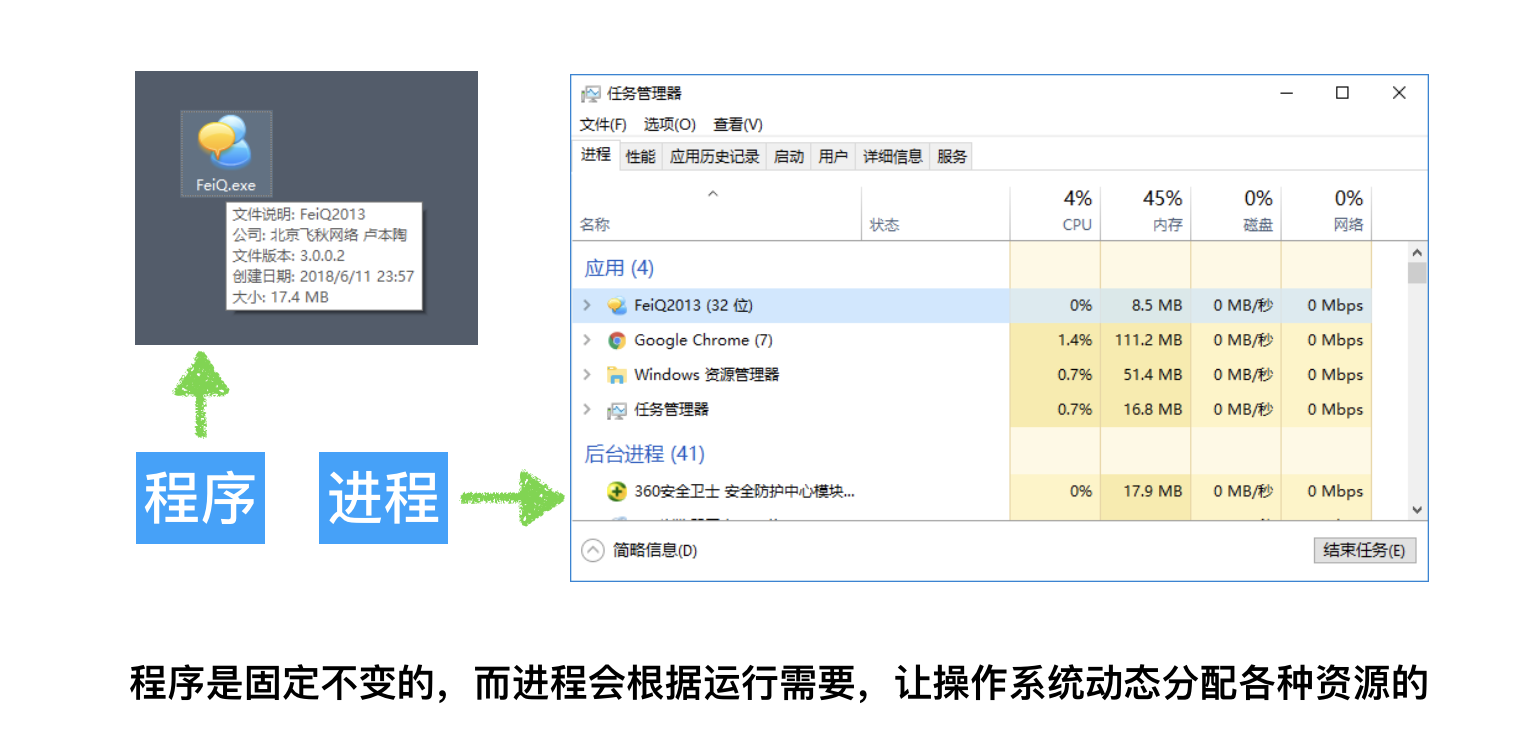 FeiQ.exe
文件说明: FeiQ2013
公司: 北京飞秋网络 卢本陶
文件版本: 3.0.0.2
创建日期: 2018/6/11 23:57
大小: 17.4 MB
程序
进程
任务管理器
文件(F) 选项(O) 查看(V)
进程 性能 应用历史记录 启动 用户 详细信息 服务
4% 45% 0% 0%
名称 状态 CPU 内存 磁盘 网络
应用 (4)
FeiQ2013 (32 位) 0% 8.5 MB 0 MB/秒 0 Mbps
Google Chrome (7) 1.4% 111.2 MB 0 MB/秒 0 Mbps
Windows 资源管理器 0.7% 51.4 MB 0 MB/秒 0 Mbps
任务管理器 0.7% 16.8 MB 0 MB/秒 0 Mbps
后台进程 (41)
360安全卫士 安全防护中心模块... 0% 17.9 MB 0 MB/秒 0 Mbps
简略信息(D) 结束任务(E)
程序是固定不变的，而进程会根据运行需要，让操作系统动态分配各种资源的